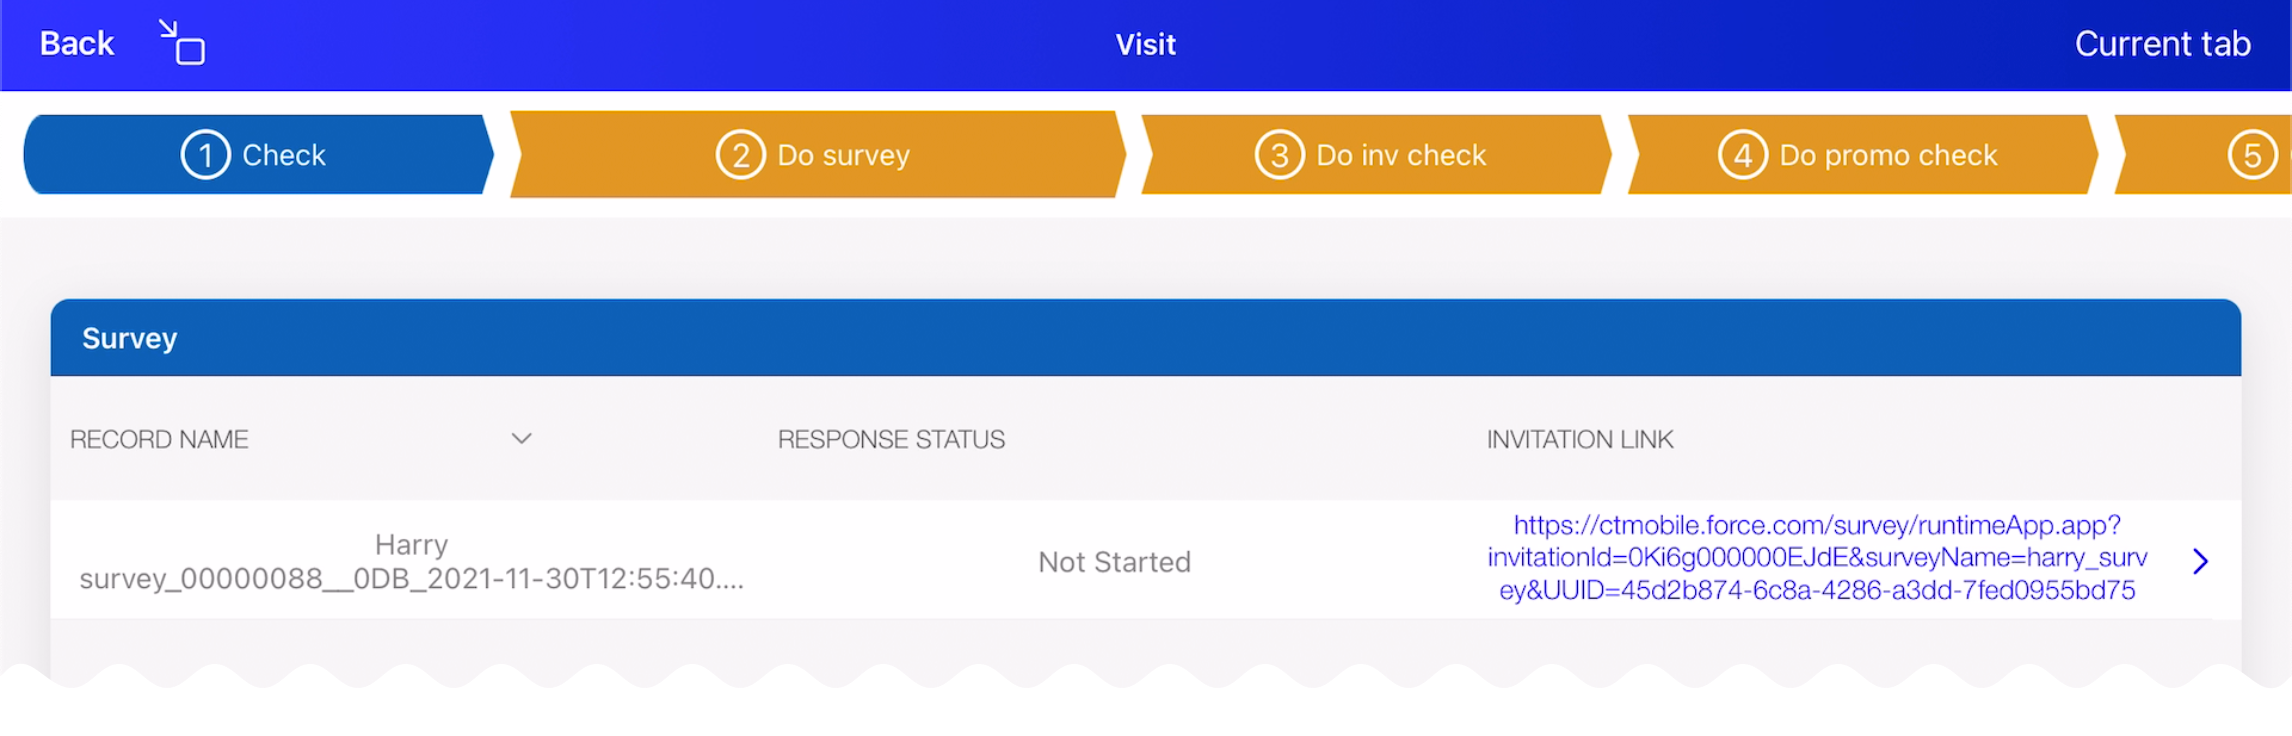 Back
Visit
Current tab
1 Check
2 Do survey
3 Do inv check
4 Do promo check
5
Survey
RECORD NAME
RESPONSE STATUS
INVITATION LINK
Harry
survey_00000088__0DB_2021-11-30T12:55:40....
Not Started
https://ctmobile.force.com/survey/runtimeApp.app?
invitationId=0Ki6g000000EJdE&surveyName=harry_surv
ey&UUID=45d2b874-6c8a-4286-a3dd-7fed0955bd75